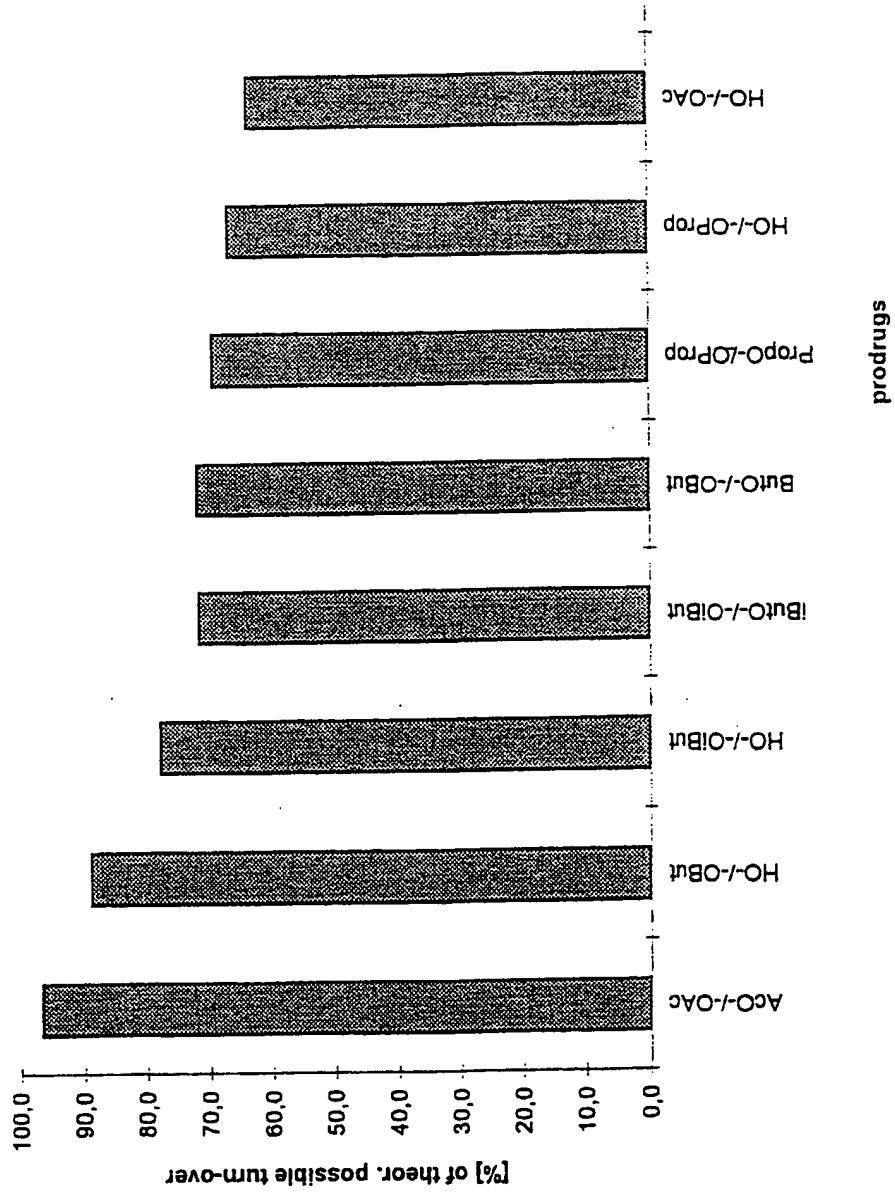 [%] of theor. possible turn-over
100,0
90,0
80,0
70,0
60,0
50,0
40,0
30,0
20,0
10,0
0,0
AcO-/-OAc
HO-/-OBut
HO-/-OiBut
iButO-/-OiBut
ButO-/-OBut
PropO-/OProp
HO-/-OProp
HO-/-OAc
prodrugs